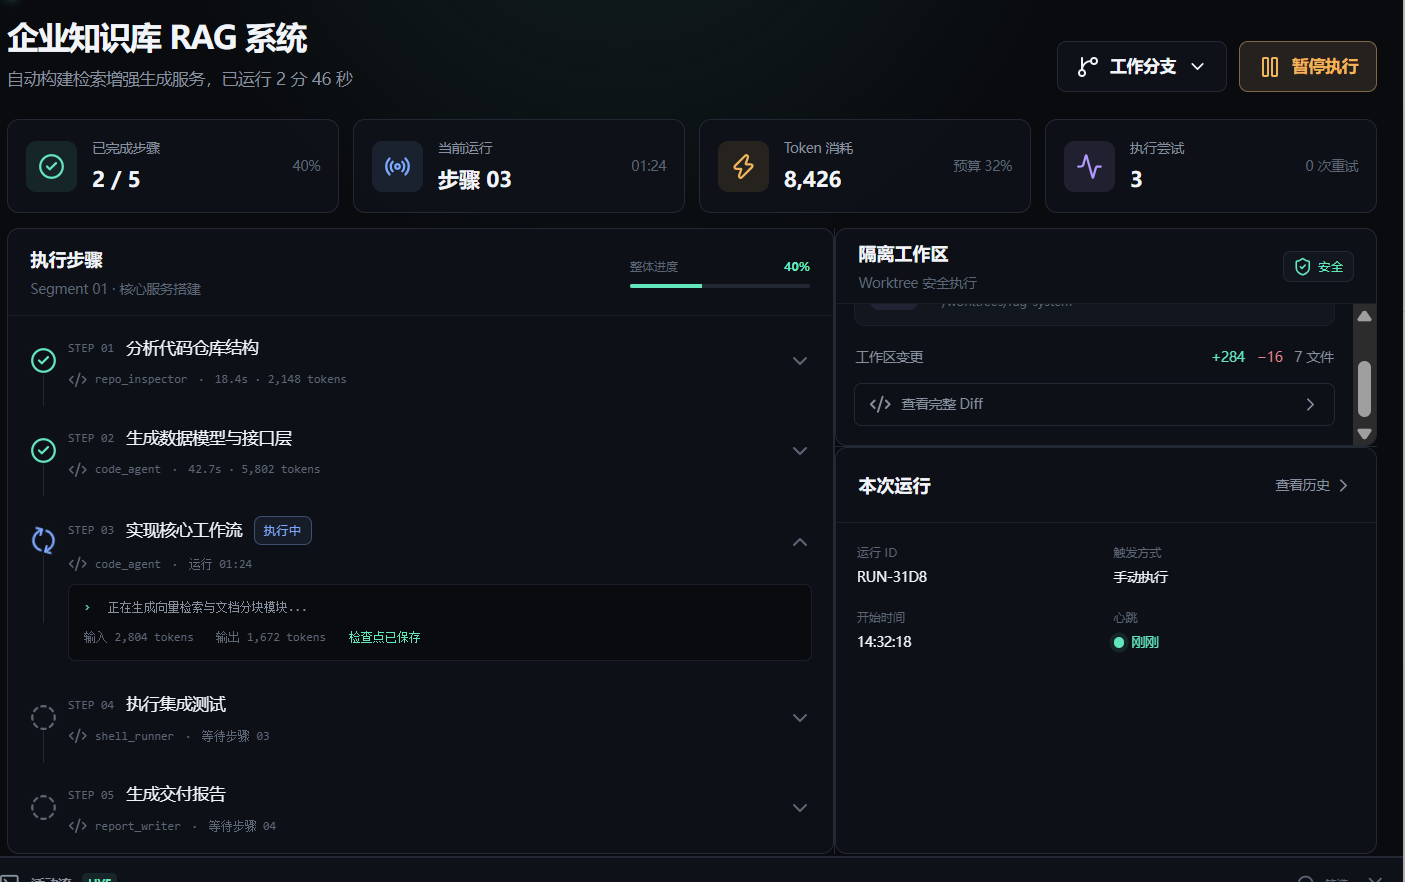 企业知识库 RAG 系统
自动构建检索增强生成服务，已运行 2 分 46 秒
工作分支
暂停执行
已完成步骤
2 / 5
40%
当前运行
步骤 03
01:24
Token 消耗
8,426
预算 32%
执行尝试
3
0 次重试
执行步骤
Segment 01 · 核心服务搭建
整体进度
40%
STEP 01 分析代码仓库结构
</> repo_inspector · 18.4s · 2,148 tokens
STEP 02 生成数据模型与接口层
</> code_agent · 42.7s · 5,802 tokens
STEP 03 实现核心工作流 执行中
</> code_agent · 运行 01:24
› 正在生成向量检索与文档分块模块...
输入 2,804 tokens 输出 1,672 tokens 检查点已保存
STEP 04 执行集成测试
</> shell_runner · 等待步骤 03
STEP 05 生成交付报告
</> report_writer · 等待步骤 04
隔离工作区
Worktree 安全执行
安全
工作区变更
+284 −16 7 文件
</> 查看完整 Diff
本次运行
查看历史
运行 ID
RUN-31D8
触发方式
手动执行
开始时间
14:32:18
心跳
刚刚
LIVE